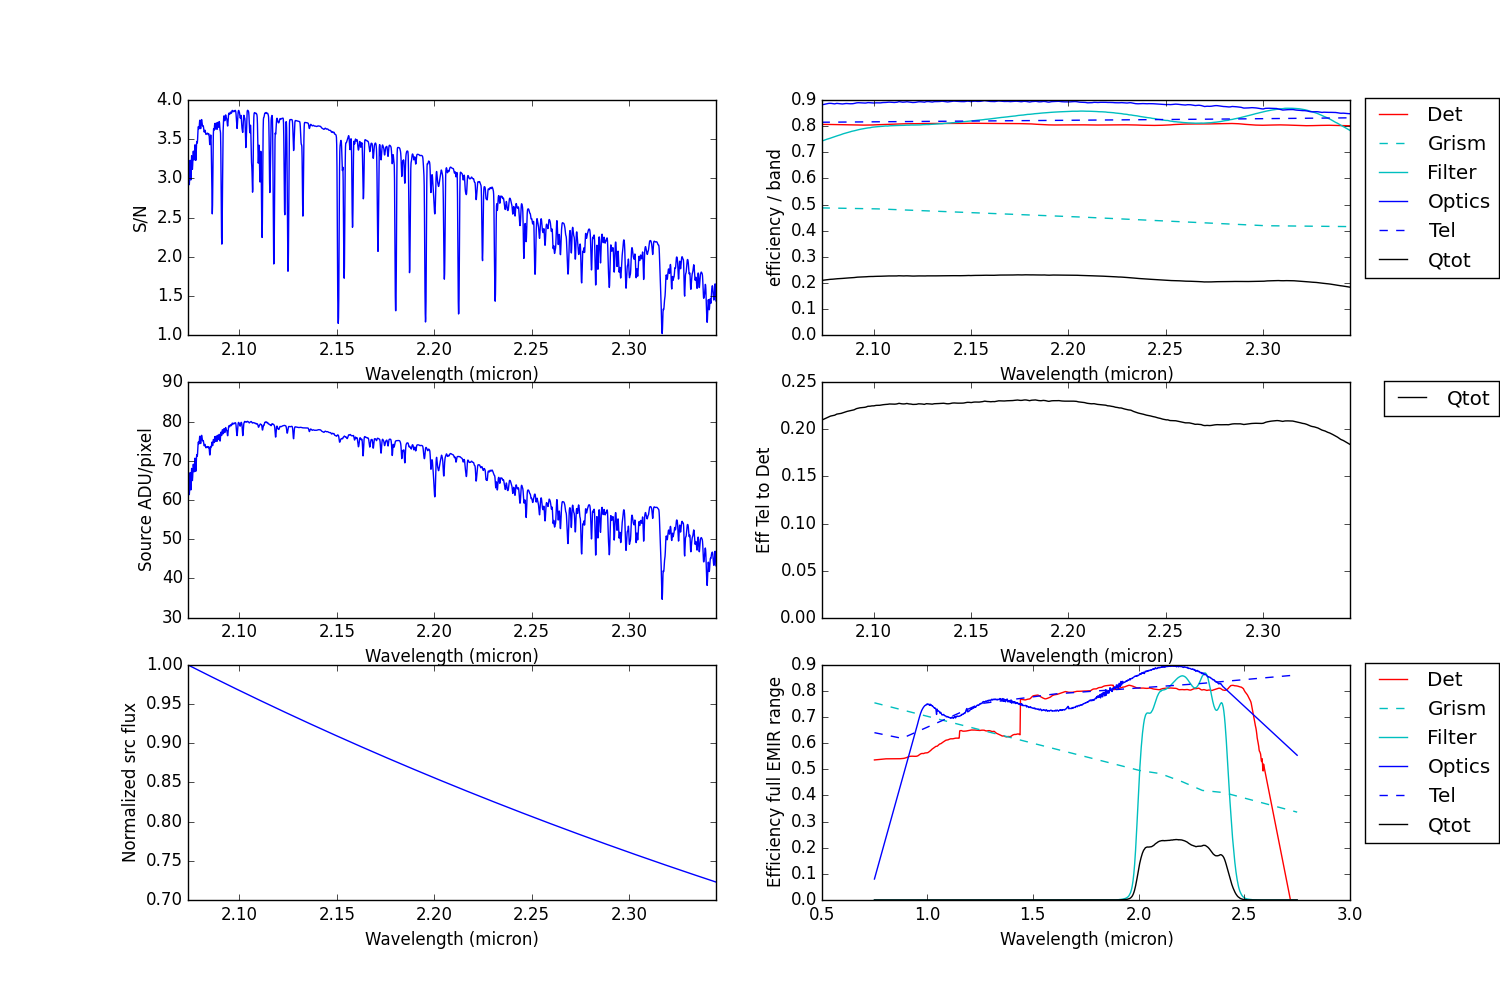 4.0
3.5
3.0
2.5
2.0
1.5
1.0
S/N
2.10 2.15 2.20 2.25 2.30
Wavelength (micron)
0.9
0.8
0.7
0.6
0.5
0.4
0.3
0.2
0.1
0.0
efficiency / band
2.10 2.15 2.20 2.25 2.30
Wavelength (micron)
Det
Grism
Filter
Optics
Tel
Qtot
90
80
70
60
50
40
30
Source ADU/pixel
2.10 2.15 2.20 2.25 2.30
Wavelength (micron)
0.25
0.20
0.15
0.10
0.05
0.00
Eff Tel to Det
2.10 2.15 2.20 2.25 2.30
Wavelength (micron)
Qtot
1.00
0.95
0.90
0.85
0.80
0.75
0.70
Normalized src flux
2.10 2.15 2.20 2.25 2.30
Wavelength (micron)
0.9
0.8
0.7
0.6
0.5
0.4
0.3
0.2
0.1
0.0
Efficiency full EMIR range
0.5 1.0 1.5 2.0 2.5 3.0
Wavelength (micron)
Det
Grism
Filter
Optics
Tel
Qtot